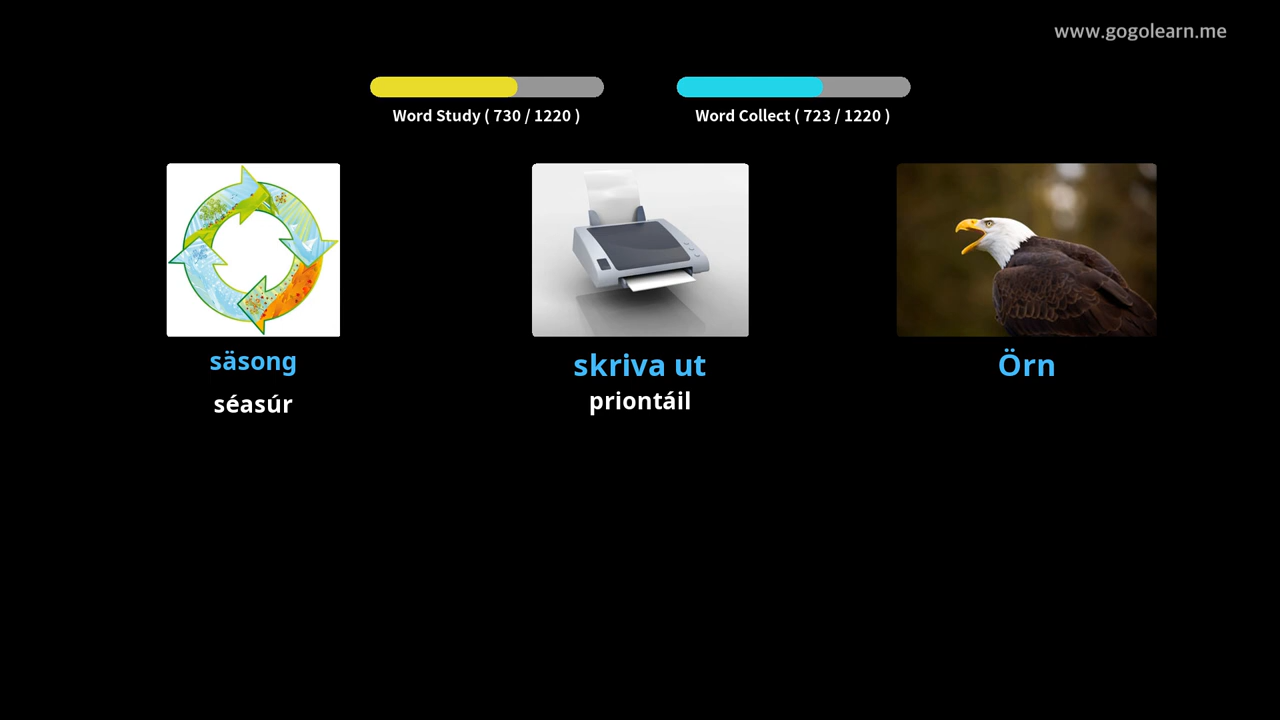 www.gogolearn.me
Word Study ( 730 / 1220 )
Word Collect ( 723 / 1220 )
säsong
skriva ut
Örn
séasúr
priontáil